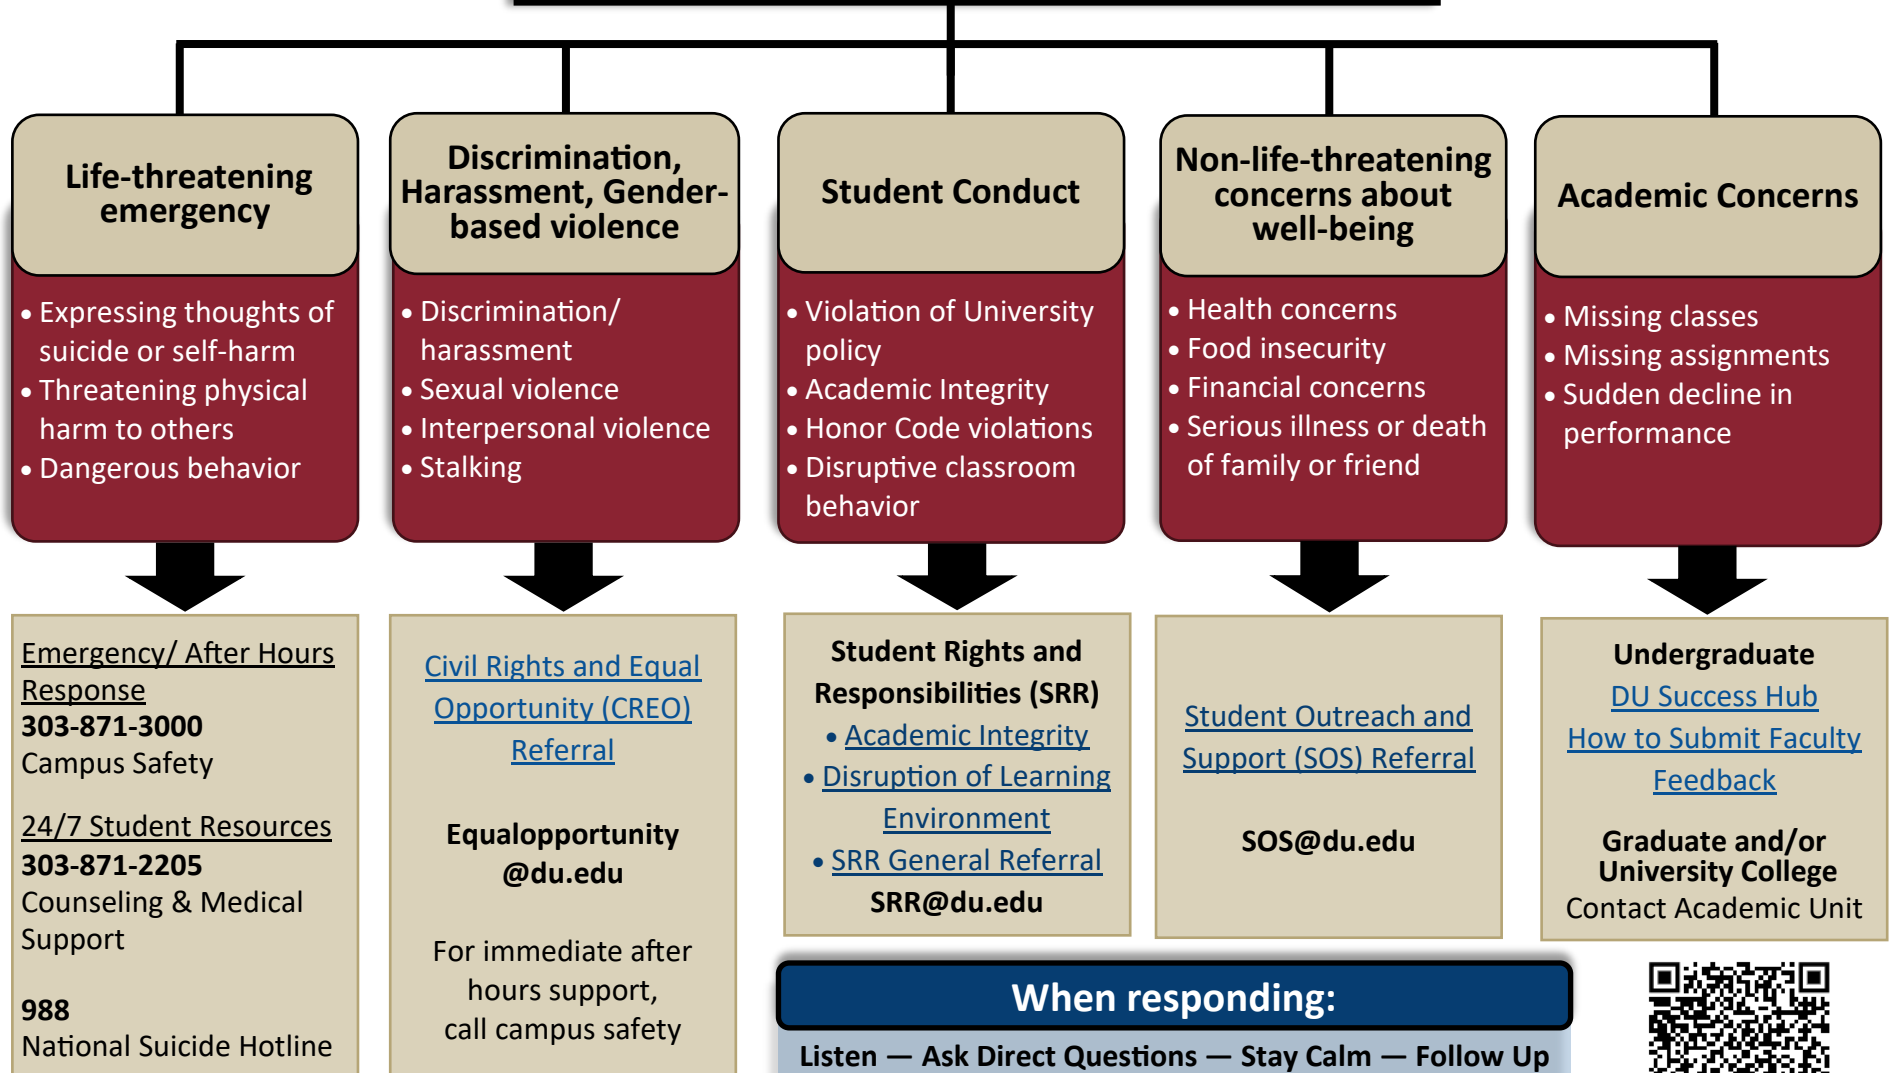 Life-threatening
emergency
• Expressing thoughts of
suicide or self-harm
• Threatening physical
harm to others
• Dangerous behavior
Emergency/ After Hours
Response
303-871-3000
Campus Safety
24/7 Student Resources
303-871-2205
Counseling & Medical
Support
988
National Suicide Hotline
Discrimination,
Harassment, Gender-
based violence
• Discrimination/
harassment
• Sexual violence
• Interpersonal violence
• Stalking
Civil Rights and Equal
Opportunity (CREO)
Referral
Equalopportunity
@du.edu
For immediate after
hours support,
call campus safety
Student Conduct
• Violation of University
policy
• Academic Integrity
• Honor Code violations
• Disruptive classroom
behavior
Student Rights and
Responsibilities (SRR)
• Academic Integrity
• Disruption of Learning
Environment
• SRR General Referral
SRR@du.edu
Non-life-threatening
concerns about
well-being
• Health concerns
• Food insecurity
• Financial concerns
• Serious illness or death
of family or friend
Student Outreach and
Support (SOS) Referral
SOS@du.edu
Academic Concerns
• Missing classes
• Missing assignments
• Sudden decline in
performance
Undergraduate
DU Success Hub
How to Submit Faculty
Feedback
Graduate and/or
University College
Contact Academic Unit
When responding:
Listen — Ask Direct Questions — Stay Calm — Follow Up